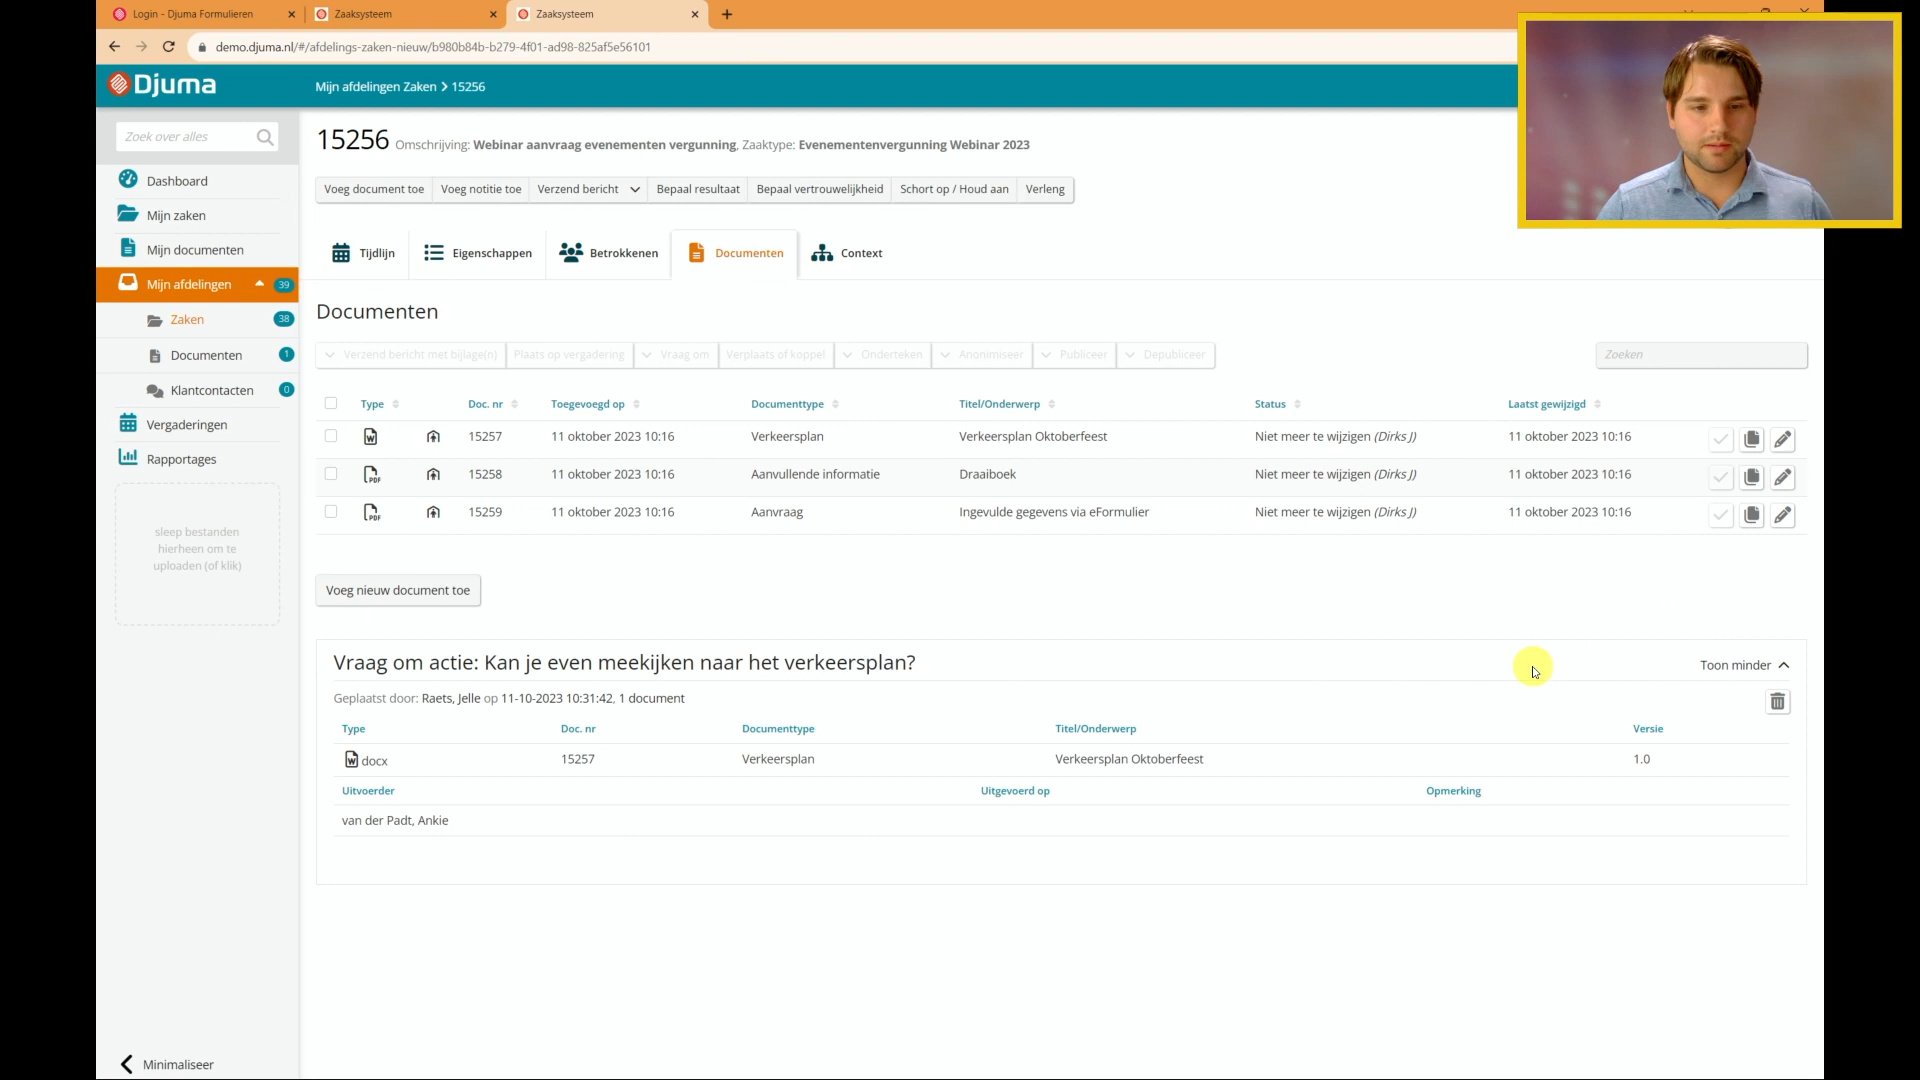 Login - Djuma Formulieren
Zaaksysteem
Zaaksysteem
demo.djuma.nl/#/afdelings-zaken-nieuw/b980b84b-b279-4f01-ad98-825af5e56101
Djuma
Mijn afdelingen Zaken > 15256
Zoek over alles
Dashboard
Mijn zaken
Mijn documenten
Mijn afdelingen 39
Zaken 38
Documenten 1
Klantcontacten 0
Vergaderingen
Rapportages
sleep bestanden
hierheen om te
uploaden (of klik)
Minimaliseer
15256 Omschrijving: Webinar aanvraag evenementen vergunning, Zaaktype: Evenementenvergunning Webinar 2023
Voeg document toe Voeg notitie toe Verzend bericht Bepaal resultaat Bepaal vertrouwelijkheid Schort op / Houd aan Verleng
Tijdlijn Eigenschappen Betrokkenen Documenten Context
Documenten
Verzend bericht met bijlage(n) Plaats op vergadering Vraag om Verplaats of koppel Onderteken Anonimiseer Publiceer Depubliceer Zoeken
Type Doc. nr Toegevoegd op Documenttype Titel/Onderwerp Status Laatst gewijzigd
15257 11 oktober 2023 10:16 Verkeersplan Verkeersplan Oktoberfeest Niet meer te wijzigen (Dirks J) 11 oktober 2023 10:16
PDF 15258 11 oktober 2023 10:16 Aanvullende informatie Draaiboek Niet meer te wijzigen (Dirks J) 11 oktober 2023 10:16
PDF 15259 11 oktober 2023 10:16 Aanvraag Ingevulde gegevens via eFormulier Niet meer te wijzigen (Dirks J) 11 oktober 2023 10:16
Voeg nieuw document toe
Vraag om actie: Kan je even meekijken naar het verkeersplan? Toon minder
Geplaatst door: Raets, Jelle op 11-10-2023 10:31:42, 1 document
Type Doc. nr Documenttype Titel/Onderwerp Versie
docx 15257 Verkeersplan Verkeersplan Oktoberfeest 1.0
Uitvoerder Uitgevoerd op Opmerking
van der Padt, Ankie